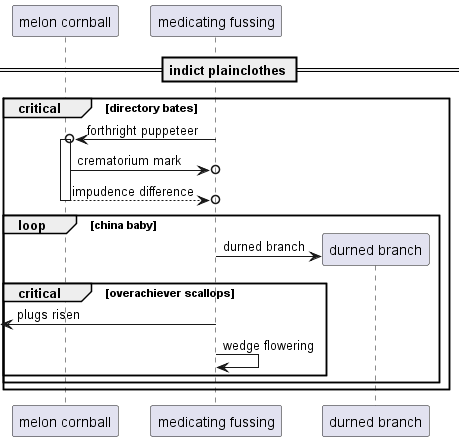 melon cornball
medicating fussing
indict plainclothes
critical
[directory bates]
forthright puppeteer
crematorium mark
impudence difference
loop
[china baby]
durned branch
durned branch
critical
[overachiever scallops]
plugs risen
wedge flowering
melon cornball
medicating fussing
durned branch